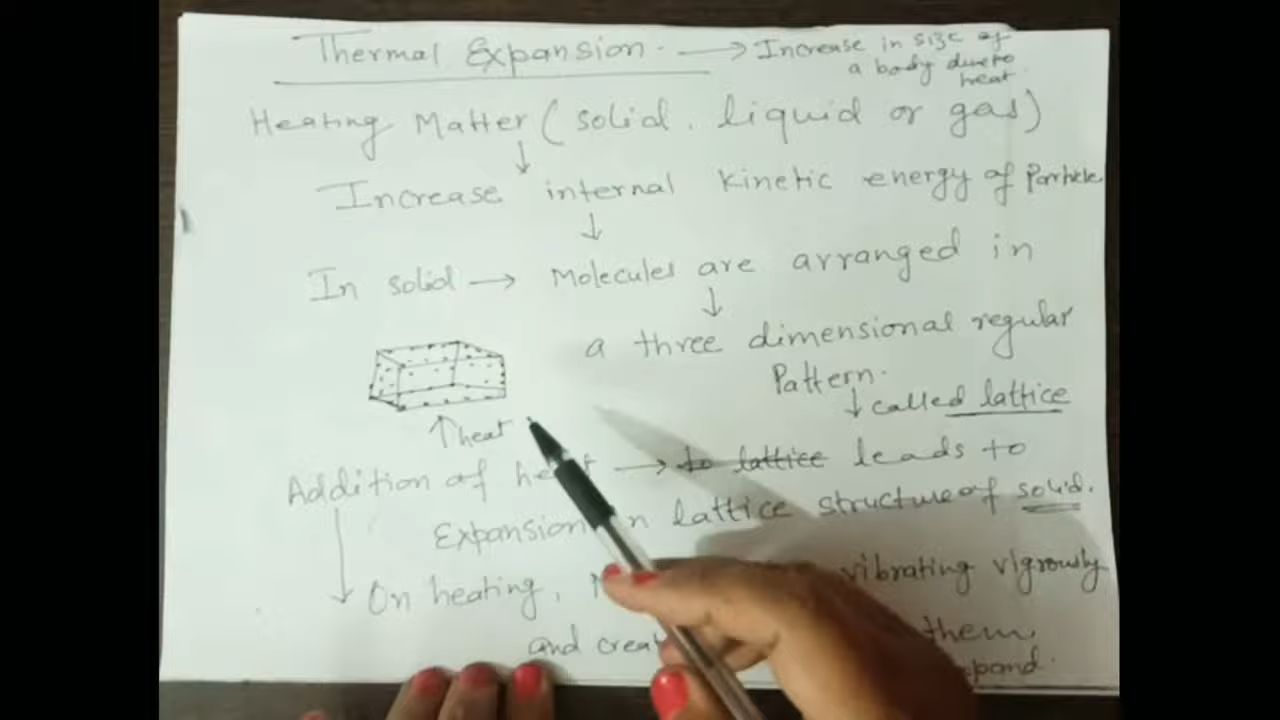 Thermal Expansion. → Increase in size of
a body due to
heat.
Heating Matter ( solid, liquid or gas)
↓
Increase internal kinetic energy of Particle
↓
In solid → Molecules are arranged in
↓
a three dimensional regular
Pattern.
↓ called lattice
↑ heat
Addition of → to lattice leads to
Expansion lattice structure of solid.
On heating, vibrating vigrously
and them.